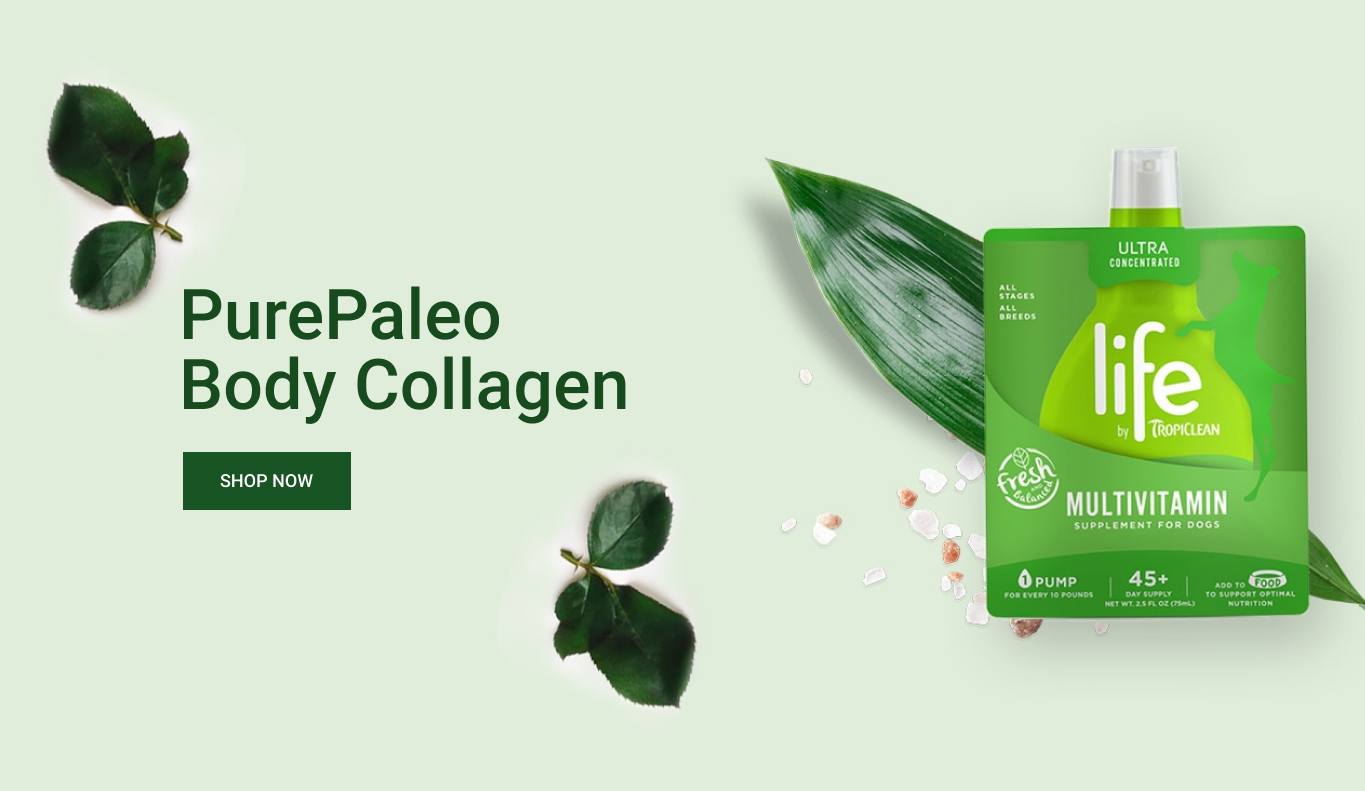 PurePaleo
Body Collagen
SHOP NOW
ULTRA
CONCENTRATED
ALL
STAGES
ALL
BREEDS
life
by TROPICLEAN
fresh
AND
balanced
MULTIVITAMIN
SUPPLEMENT FOR DOGS
1 PUMP
FOR EVERY 10 POUNDS
45+
DAY SUPPLY
NET WT. 2.5 FL OZ (75mL)
ADD TO FOOD
TO SUPPORT OPTIMAL
NUTRITION